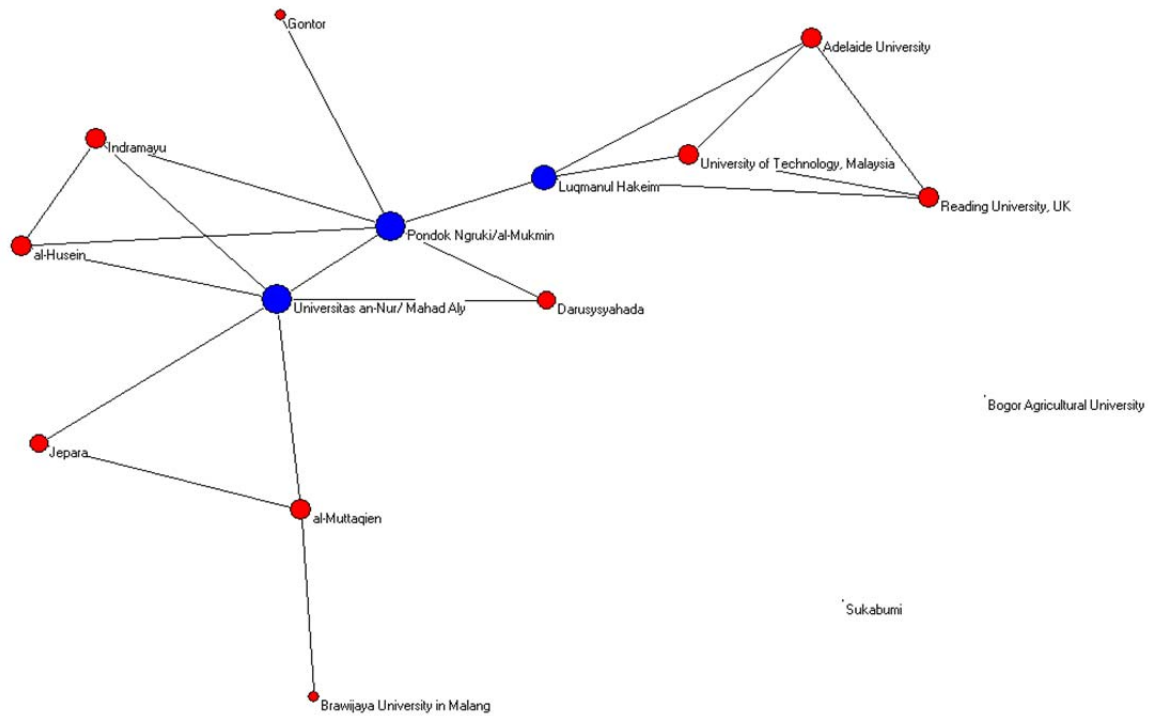 Gontor
Adelaide University
Indramayu
University of Technology, Malaysia
Luqmanul Hakeim
Reading University, UK
Pondok Ngruki/al-Mukmin
al-Husein
Universitas an-Nur/ Mahad Aly
Darusysyahada
Bogor Agricultural University
Jepara
al-Muttaqien
Sukabumi
Brawijaya University in Malang